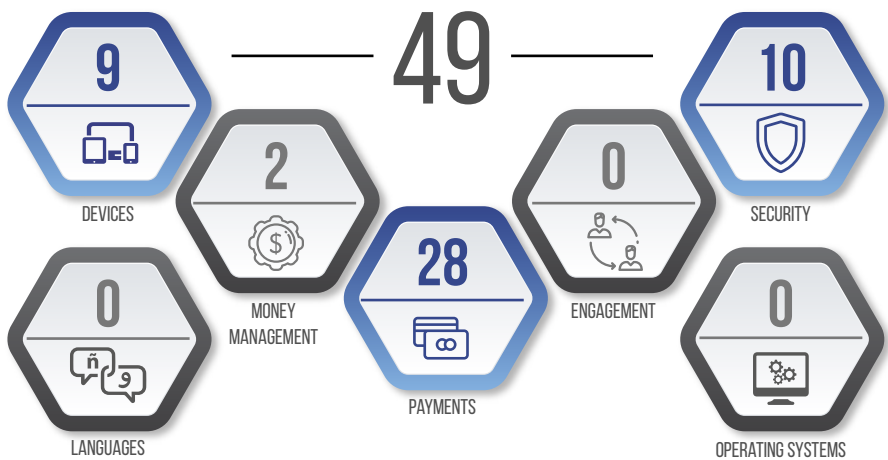 49
9
DEVICES
2
MONEY
MANAGEMENT
28
PAYMENTS
0
ENGAGEMENT
10
SECURITY
0
ñ
و
LANGUAGES
0
OPERATING SYSTEMS
$